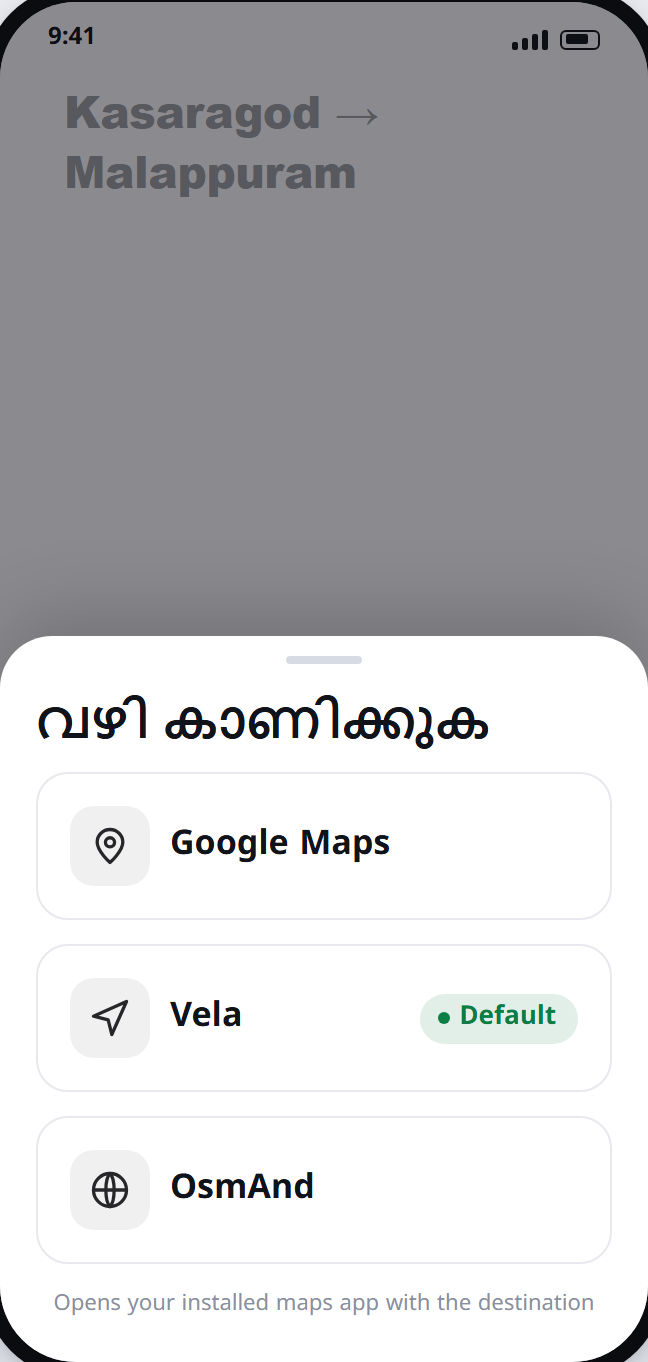 9:41
Kasaragod →
Malappuram
വഴി കാണിക്കുക
Google Maps
Vela
Default
OsmAnd
Opens your installed maps app with the destination